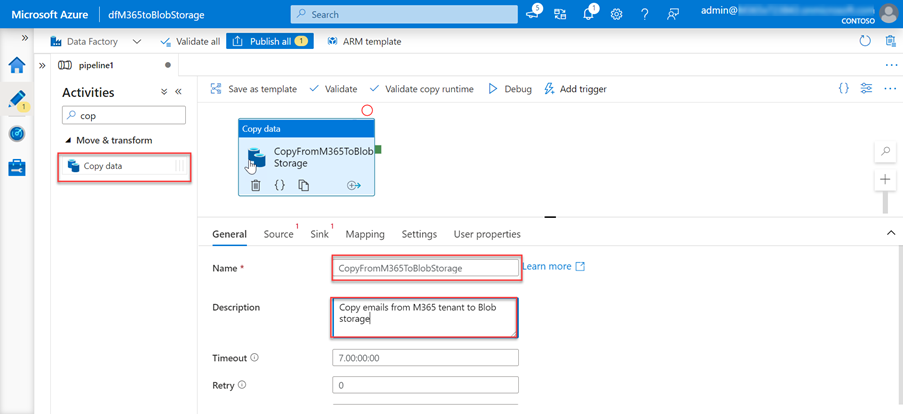 Microsoft Azure dfM365toBlobStorage Search 5 1 admin@
CONTOSO
Data Factory Validate all Publish all 1 ARM template
pipeline1
Activities
cop
Move & transform
Copy data
1
Save as template Validate Validate copy runtime Debug Add trigger
Copy data
CopyFromM365ToBlob
Storage
General Source 1 Sink 1 Mapping Settings User properties
Name * CopyFromM365ToBlobStorage Learn more
Description Copy emails from M365 tenant to Blob
storage
Timeout 7.00:00:00
Retry 0